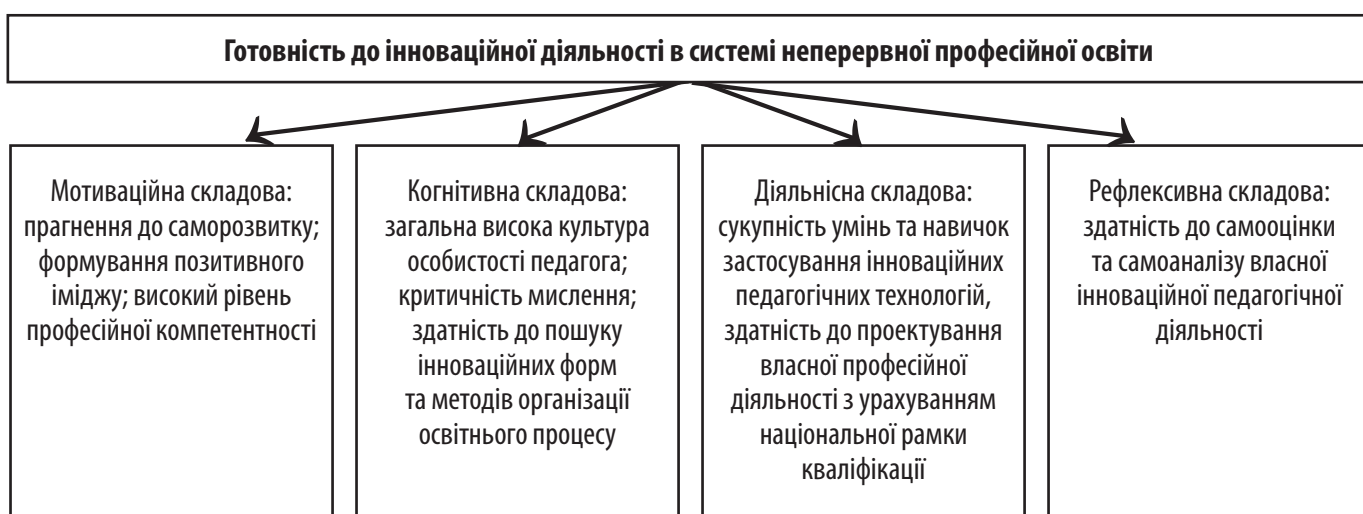 Готовність до інноваційної діяльності в системі неперервної професійної освіти
Мотиваційна складова:
прагнення до саморозвитку;
формування позитивного
іміджу; високий рівень
професійної компетентності
Когнітивна складова:
загальна висока культура
особистості педагога;
критичність мислення;
здатність до пошуку
інноваційних форм
та методів організації
освітнього процесу
Діяльнісна складова:
сукупність умінь та навичок
застосування інноваційних
педагогічних технологій,
здатність до проектування
власної професійної
діяльності з урахуванням
національної рамки
кваліфікації
Рефлексивна складова:
здатність до самооцінки
та самоаналізу власної
інноваційної педагогічної
діяльності